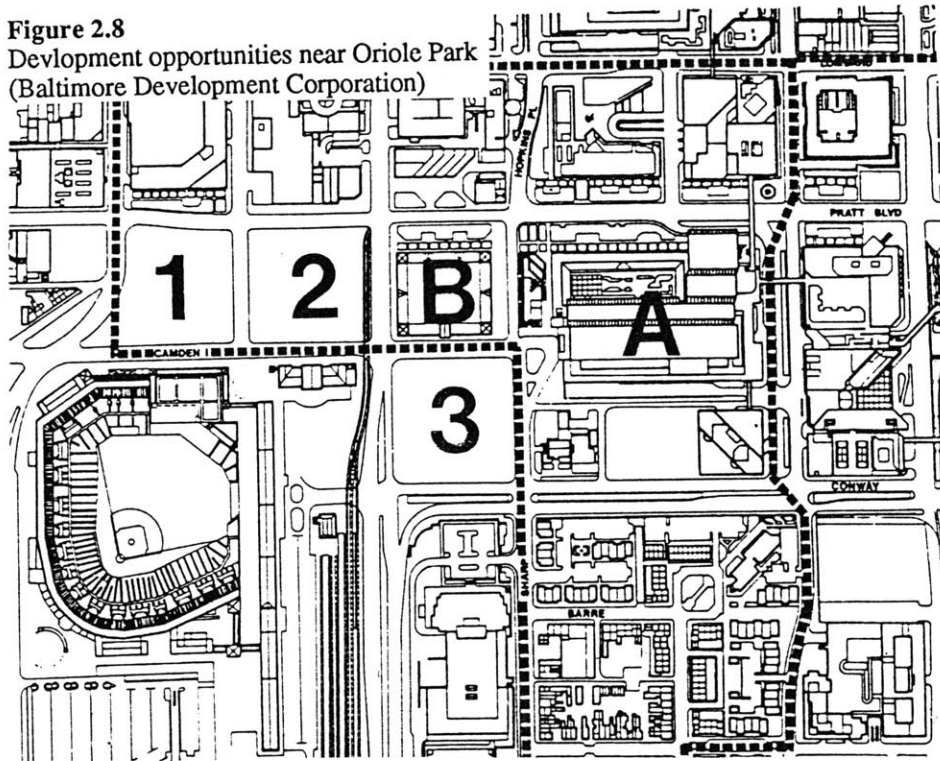 Figure 2.8
Devlopment opportunities near Oriole Park
(Baltimore Development Corporation)
HOPKINS PL
PRATT BLVD
1
2
B
A
CAMDEN
3
CONWAY
SHARP
BARRE